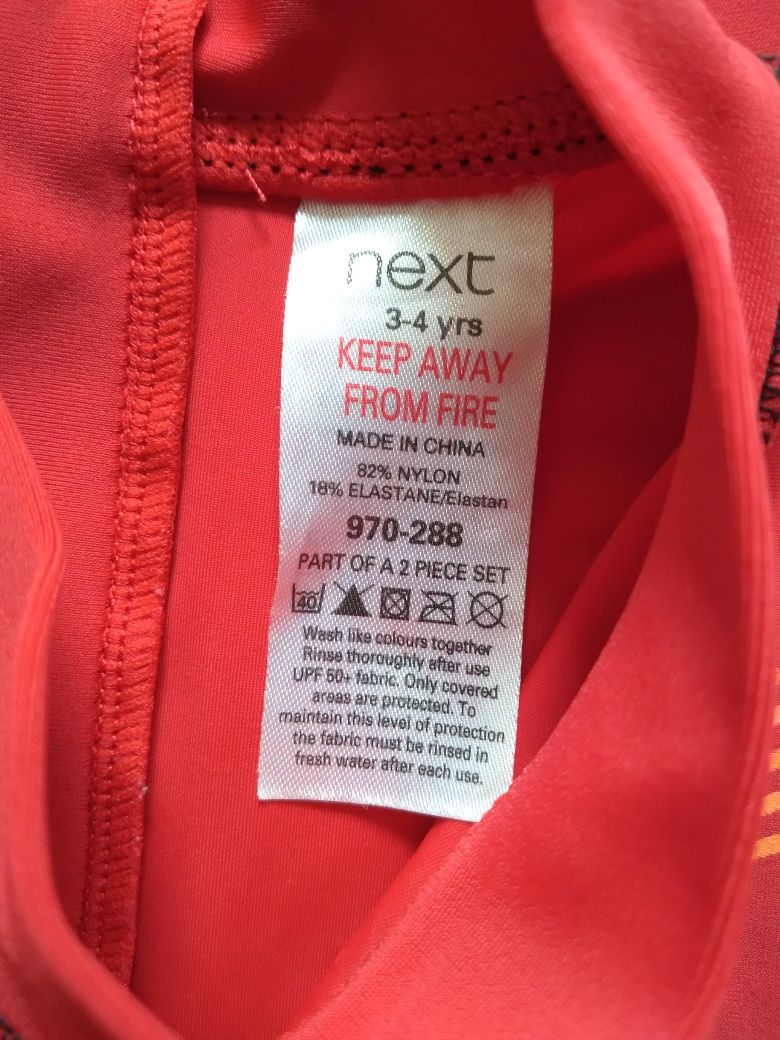 next
3-4 yrs
KEEP AWAY
FROM FIRE
MADE IN CHINA
82% NYLON
18% ELASTANE/Elastan
970-288
PART OF A 2 PIECE SET
40
Wash like colours together
Rinse thoroughly after use
UPF 50+ fabric. Only covered
areas are protected. To
maintain this level of protection
the fabric must be rinsed in
fresh water after each use.